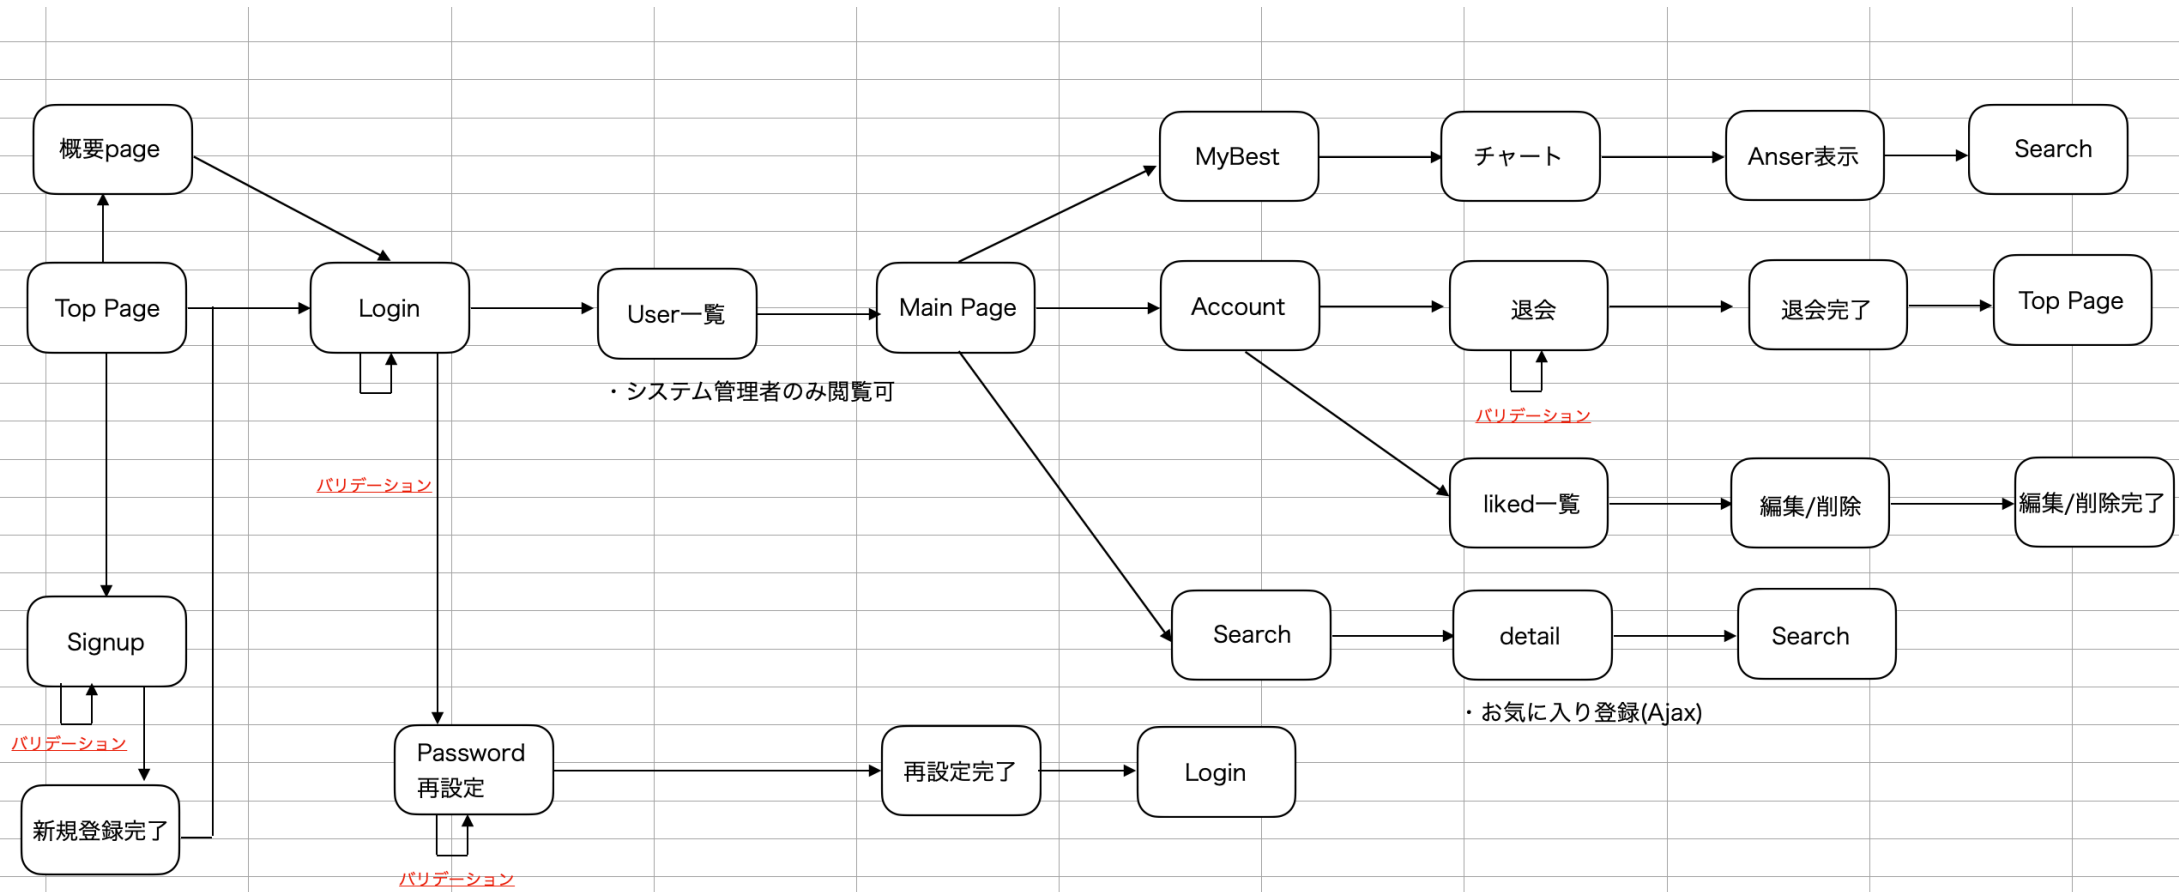 概要page
MyBest
チャート
Anser表示
Search
Top Page
Login
User一覧
Main Page
Account
退会
退会完了
Top Page
・システム管理者のみ閲覧可
バリデーション
バリデーション
liked一覧
編集/削除
編集/削除完了
Signup
Search
detail
Search
・お気に入り登録(Ajax)
バリデーション
Password
再設定
再設定完了
Login
新規登録完了
バリデーション